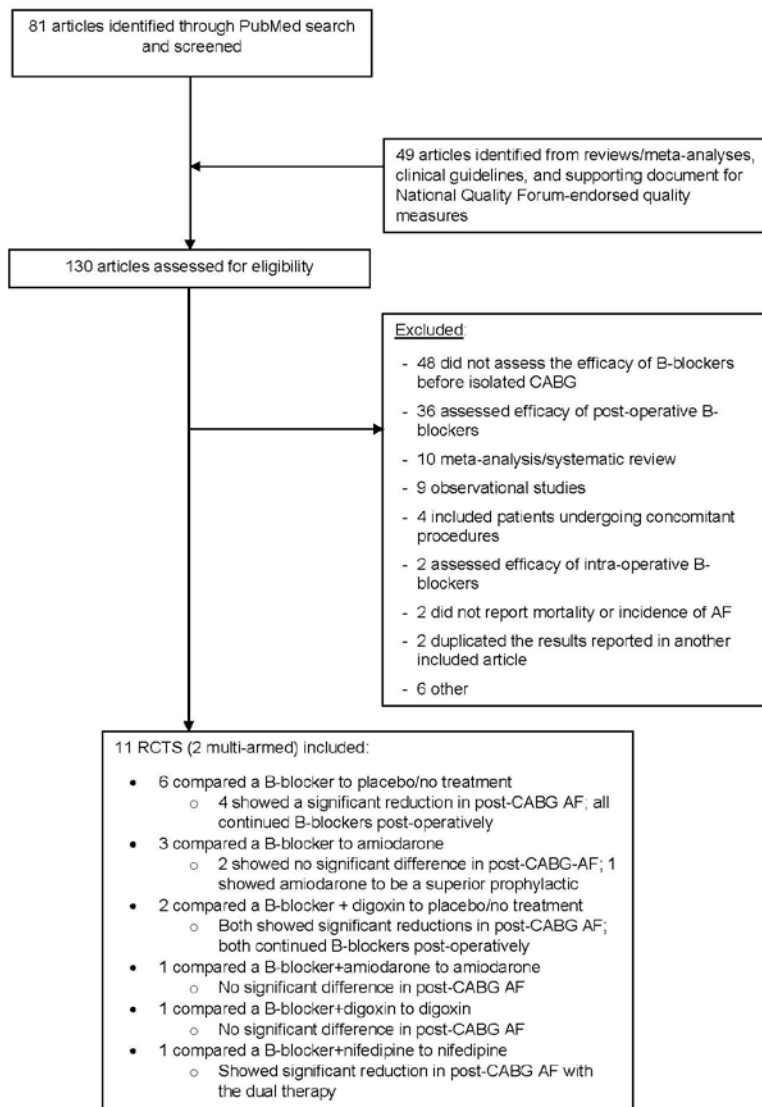 81 articles identified through PubMed search
and screened
49 articles identified from reviews/meta-analyses,
clinical guidelines, and supporting document for
National Quality Forum-endorsed quality
measures
130 articles assessed for eligibility
Excluded:
- 48 did not assess the efficacy of B-blockers
before isolated CABG
- 36 assessed efficacy of post-operative B-
blockers
- 10 meta-analysis/systematic review
- 9 observational studies
- 4 included patients undergoing concomitant
procedures
- 2 assessed efficacy of intra-operative B-
blockers
- 2 did not report mortality or incidence of AF
- 2 duplicated the results reported in another
included article
- 6 other
11 RCTS (2 multi-armed) included:
• 6 compared a B-blocker to placebo/no treatment
o 4 showed a significant reduction in post-CABG AF; all
continued B-blockers post-operatively
• 3 compared a B-blocker to amiodarone
o 2 showed no significant difference in post-CABG-AF; 1
showed amiodarone to be a superior prophylactic
• 2 compared a B-blocker + digoxin to placebo/no treatment
o Both showed significant reductions in post-CABG AF;
both continued B-blockers post-operatively
• 1 compared a B-blocker+amiodarone to amiodarone
o No significant difference in post-CABG AF
• 1 compared a B-blocker+digoxin to digoxin
o No significant difference in post-CABG AF
• 1 compared a B-blocker+nifedipine to nifedipine
o Showed significant reduction in post-CABG AF with
the dual therapy